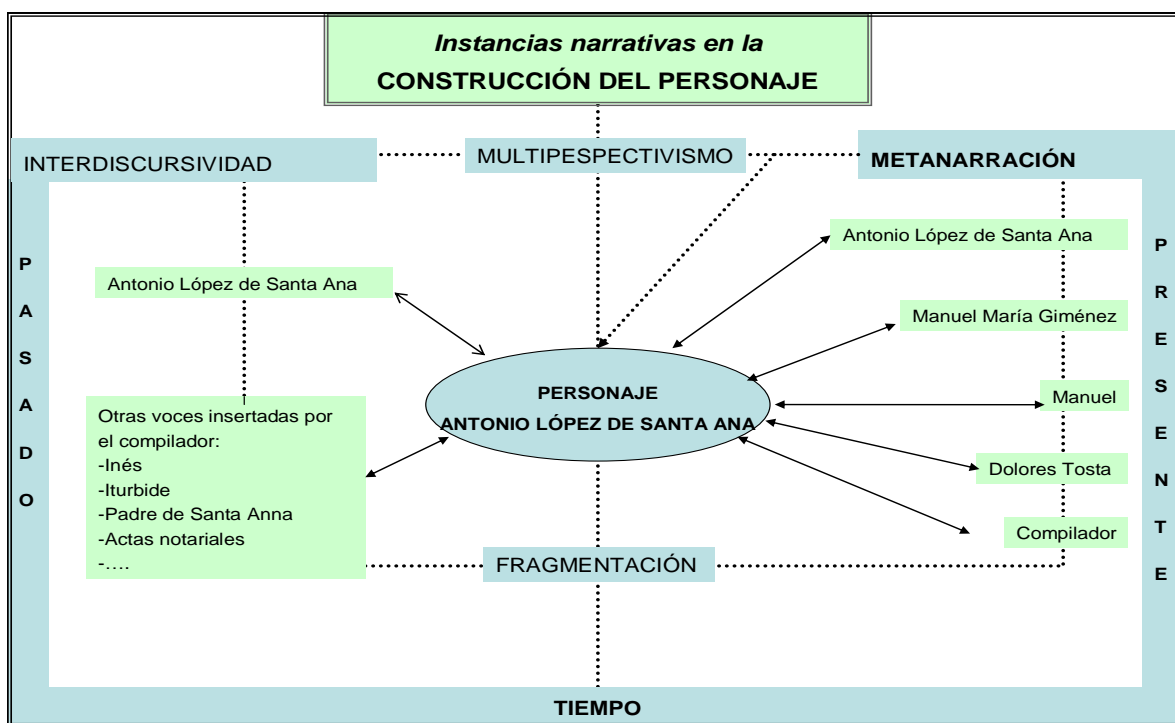 Instancias narrativas en la
CONSTRUCCIÓN DEL PERSONAJE
INTERDISCURSIVIDAD
MULTIPESPECTIVISMO
METANARRACIÓN
PASADO
Antonio López de Santa Ana
Otras voces insertadas por
el compilador:
-Inés
-Iturbide
-Padre de Santa Anna
-Actas notariales
-....
PERSONAJE
ANTONIO LÓPEZ DE SANTA ANA
Antonio López de Santa Ana
Manuel María Giménez
Manuel
Dolores Tosta
Compilador
PRESENTE
FRAGMENTACIÓN
TIEMPO